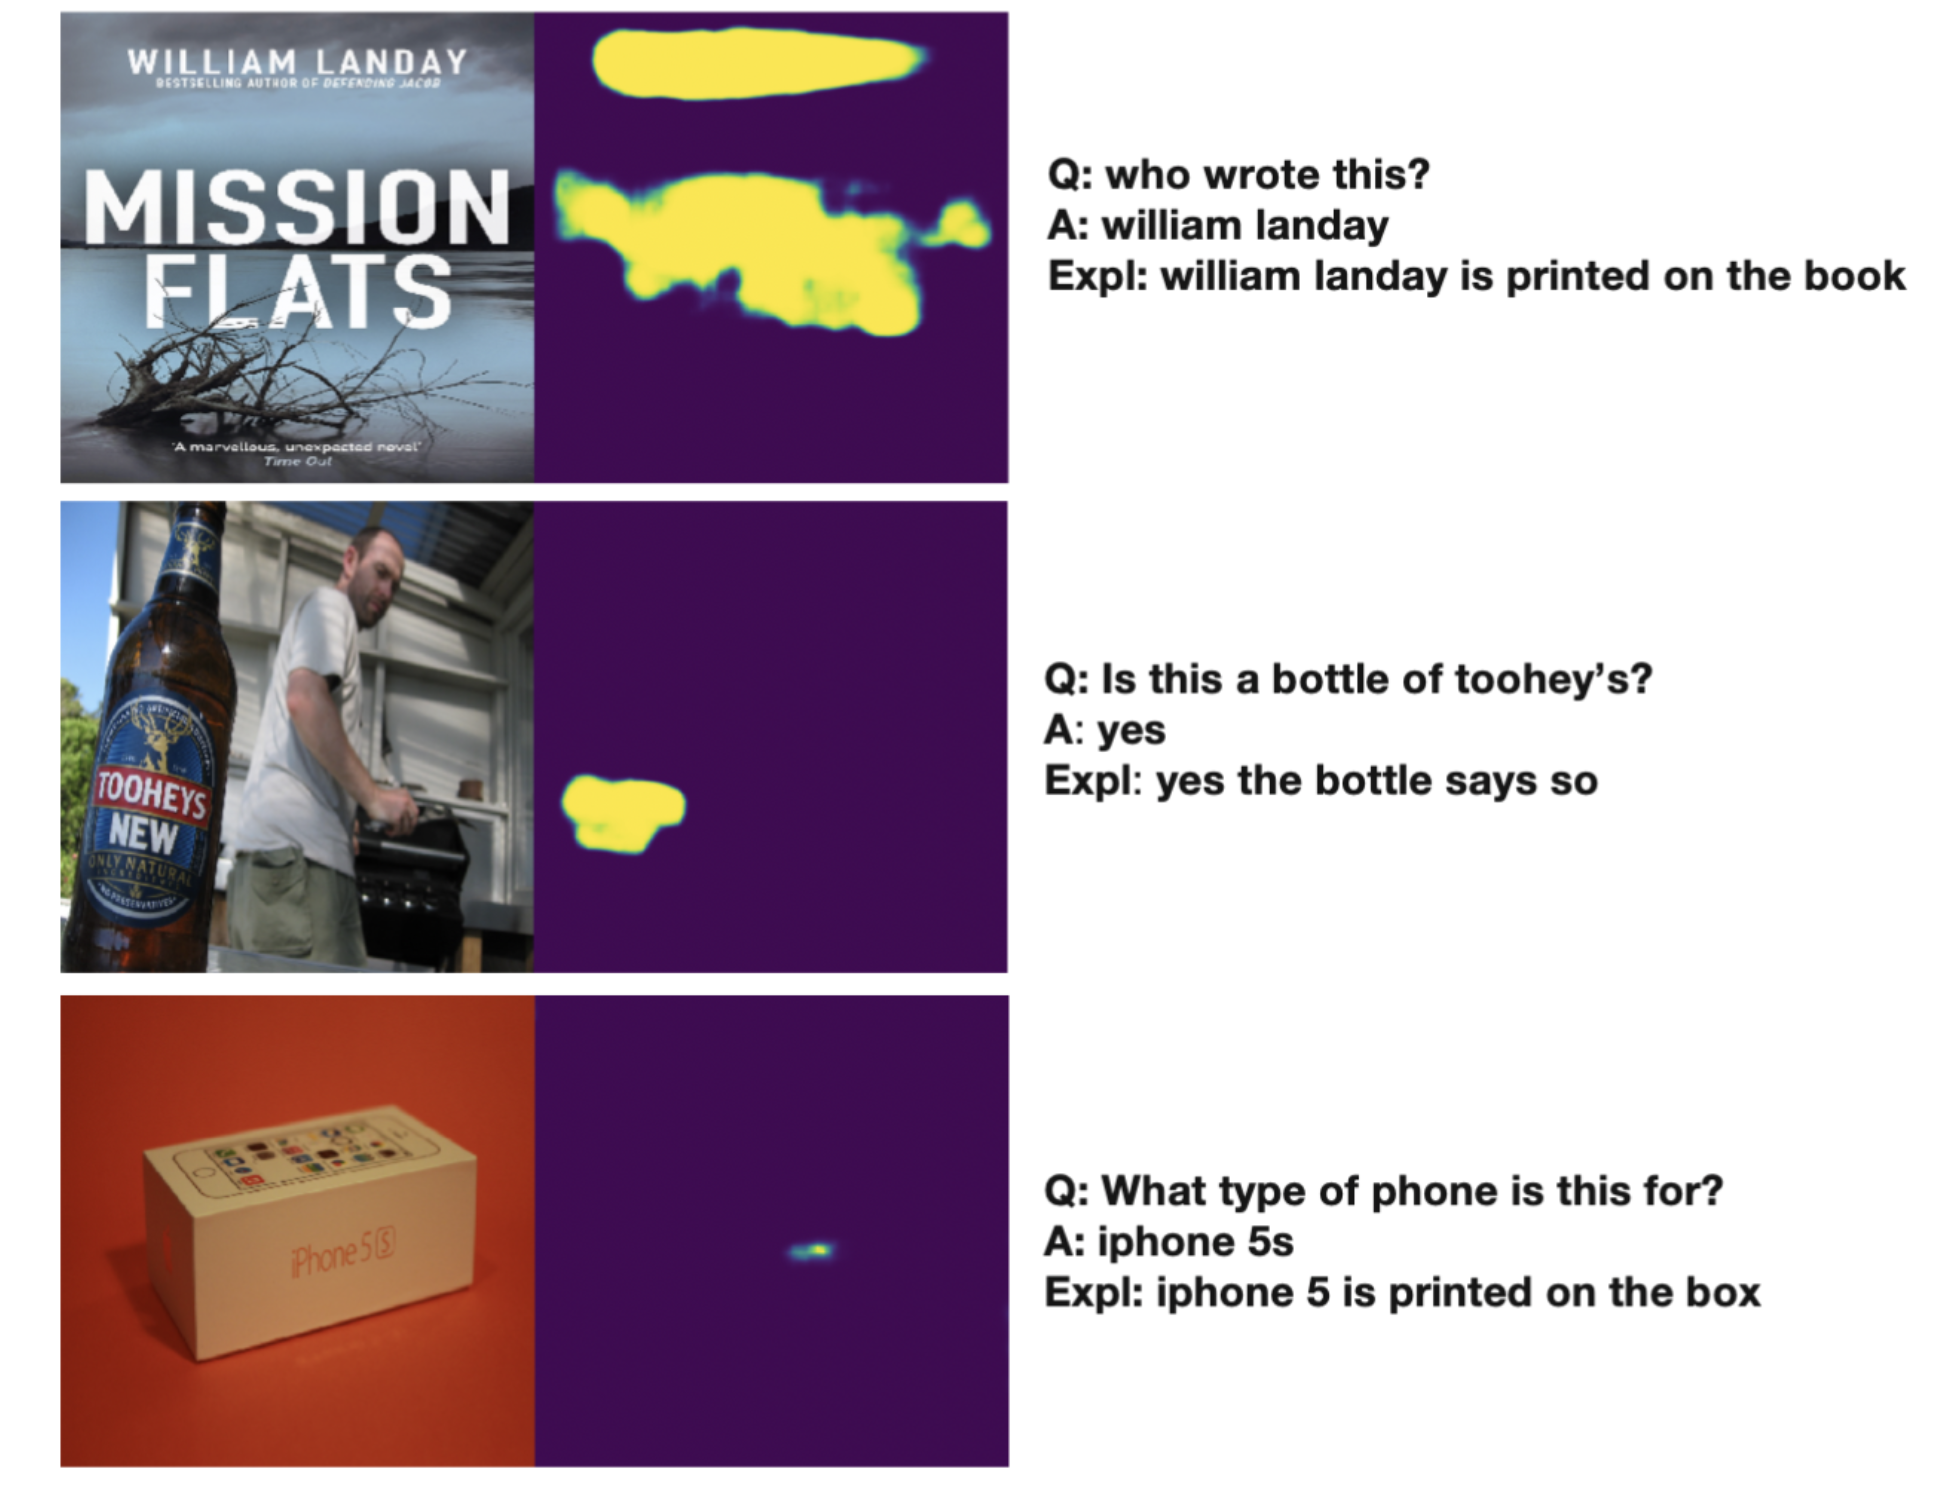 WILLIAM LANDAY
BESTSELLING AUTHOR OF DEFENDING JACOB
MISSION
FLATS
'A marvellous, unexpected novel'
Time Out
Q: who wrote this?
A: william landay
Expl: william landay is printed on the book
TOOHEYS
NEW
ONLY NATURAL
Q: Is this a bottle of toohey's?
A: yes
Expl: yes the bottle says so
iPhone 5S
Q: What type of phone is this for?
A: iphone 5s
Expl: iphone 5 is printed on the box